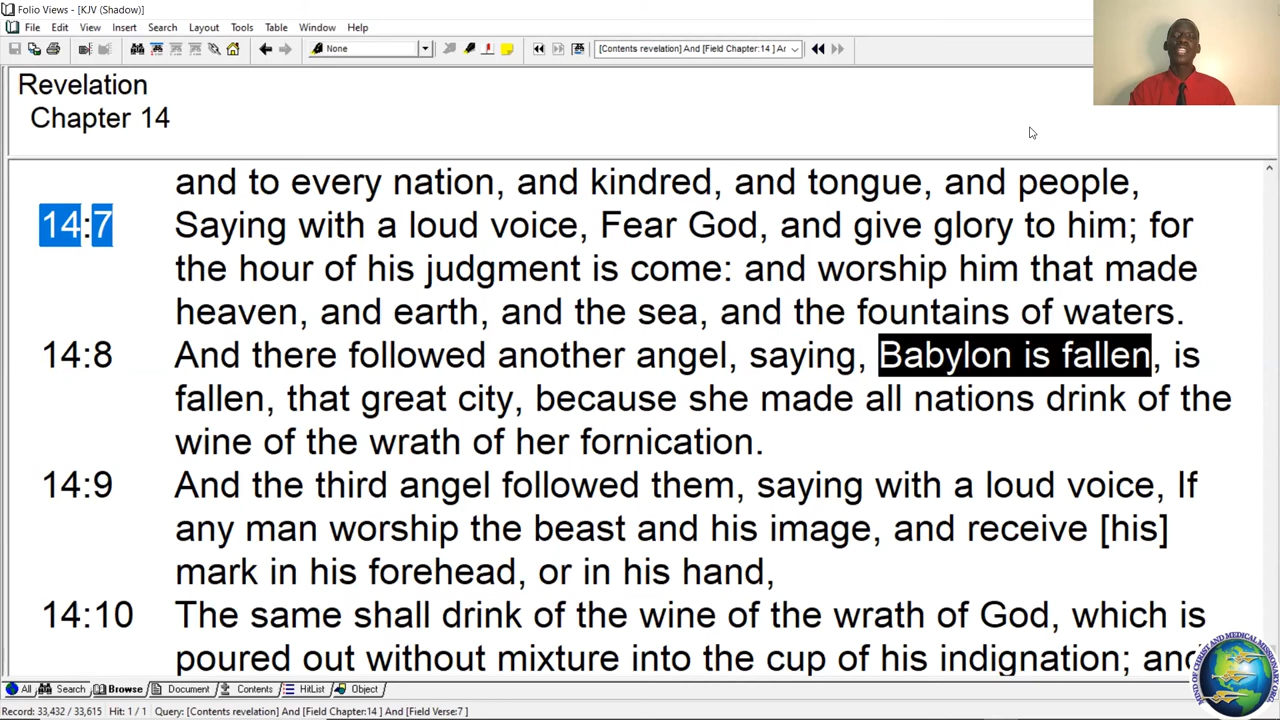 Folio Views - [KJV (Shadow)]
File Edit View Insert Search Layout Tools Table Window Help
None
[Contents revelation] And [Field Chapter:14 ] Ar
Revelation
Chapter 14
and to every nation, and kindred, and tongue, and people,
14:7 Saying with a loud voice, Fear God, and give glory to him; for
the hour of his judgment is come: and worship him that made
heaven, and earth, and the sea, and the fountains of waters.
14:8 And there followed another angel, saying, Babylon is fallen, is
fallen, that great city, because she made all nations drink of the
wine of the wrath of her fornication.
14:9 And the third angel followed them, saying with a loud voice, If
any man worship the beast and his image, and receive [his]
mark in his forehead, or in his hand,
14:10 The same shall drink of the wine of the wrath of God, which is
poured out without mixture into the cup of his indignation; and
MIND OF CHRIST AND MEDICAL MISSIONARY.ORG
All Search Browse Document Contents HitList Object
Record: 33,432 / 33,615 Hit: 1 / 1 Query: [Contents revelation] And [Field Chapter:14 ] And [Field Verse:7 ]